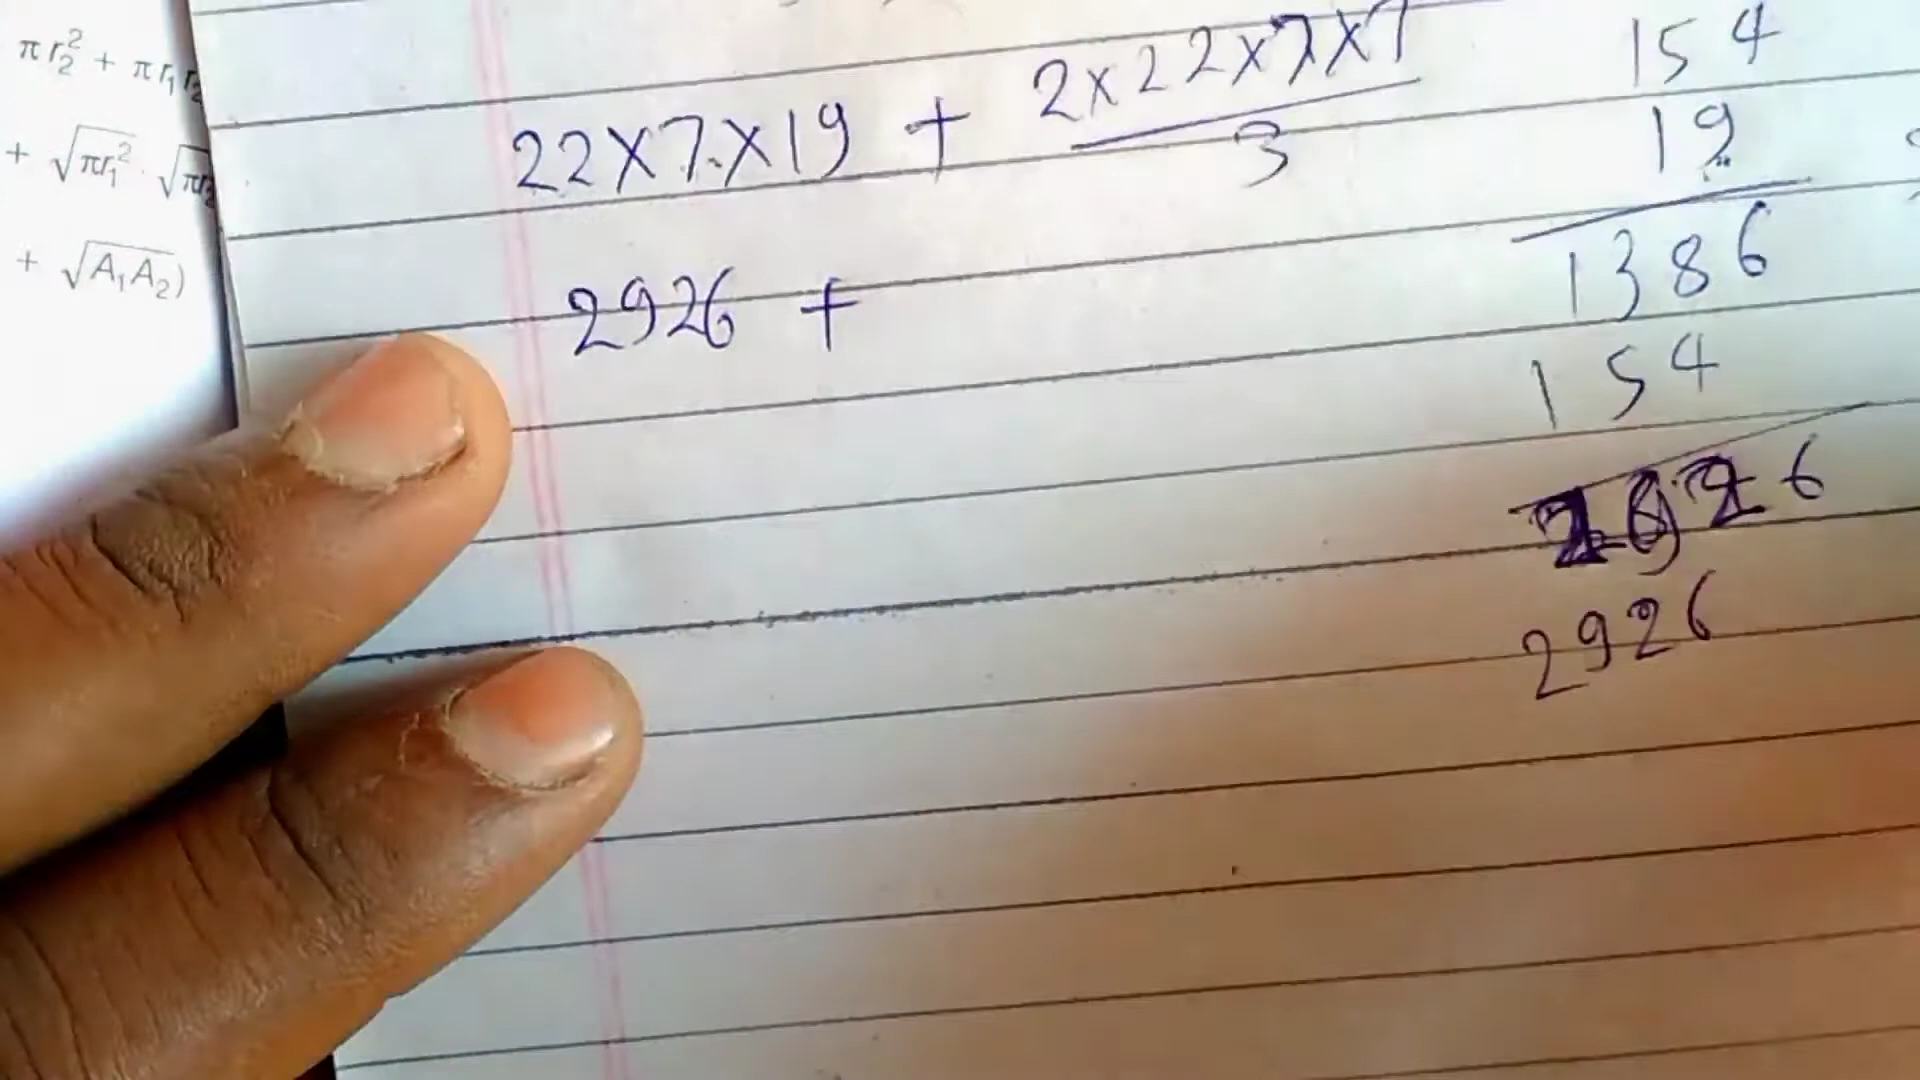 πr₂² + πr₁r₂
+ √πr₁² · √πr₂
+ √A₁A₂)
22×7×19 + 2×22×7×7
3
2926 +
154
19
1386
154
2926
2926